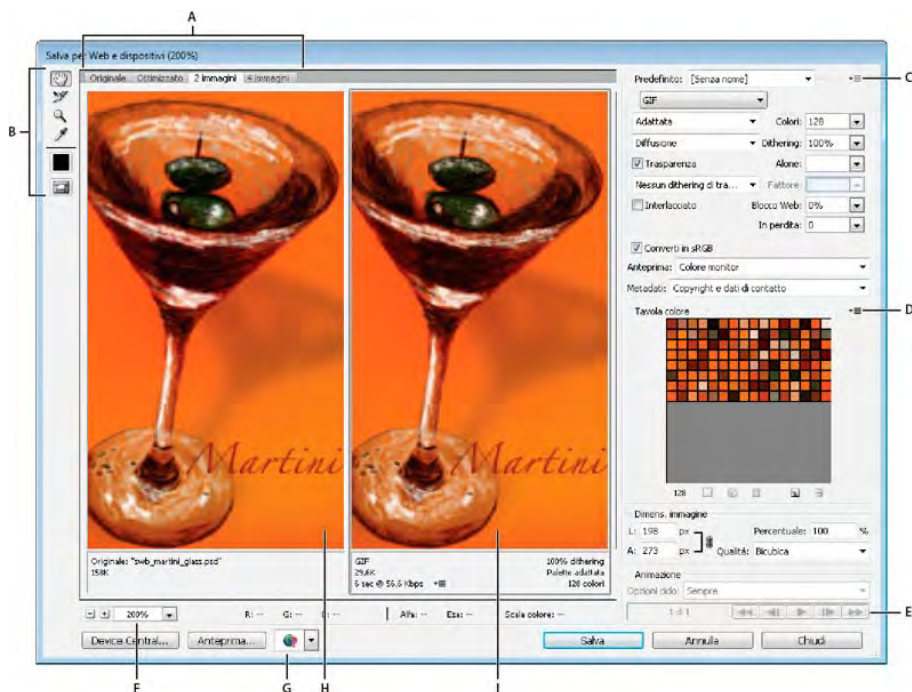 A
Salva per Web e dispositivi (200%)
B
Originale
Ottimizzato
2 immagini
4 immagini
Martini
Martini
Originale: "swb_martini_glass.psd"
158K
GIF
29,6K
6 sec @ 56,6 Kbps
100% dithering
Palette adattata
128 colori
200%
R: --
G: --
Alfa: --
Esa: --
Scala colore: --
Device Central...
Anteprima...
Salva
Annulla
Chiudi
Predefinito: [Senza nome]
C
GIF
Adattata
Colori: 128
Diffusione
Dithering: 100%
Trasparenza
Alone:
Nessun dithering di tra...
Fattore:
Interlacciato
Blocco Web: 0%
In perdita: 0
Converti in sRGB
Anteprima: Colore monitor
Metadati: Copyright e dati di contatto
Tavola colore
D
128
Dimens. immagine
L: 198 px
Percentuale: 100 %
A: 273 px
Qualità: Bicubica
Animazione
Opzioni ciclo: Sempre
1 di 1
E
F
G
H
I